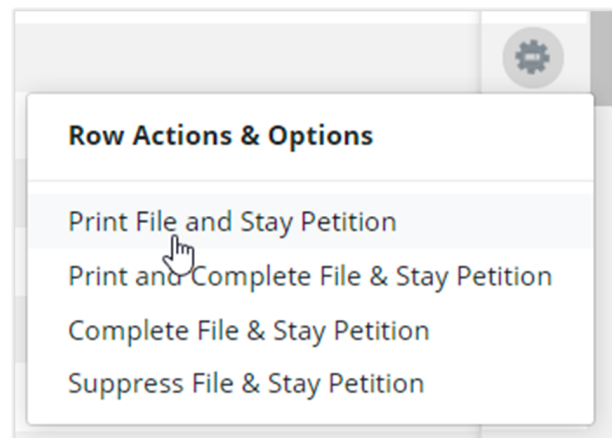 Row Actions & Options
Print File and Stay Petition
Print and Complete File & Stay Petition
Complete File & Stay Petition
Suppress File & Stay Petition